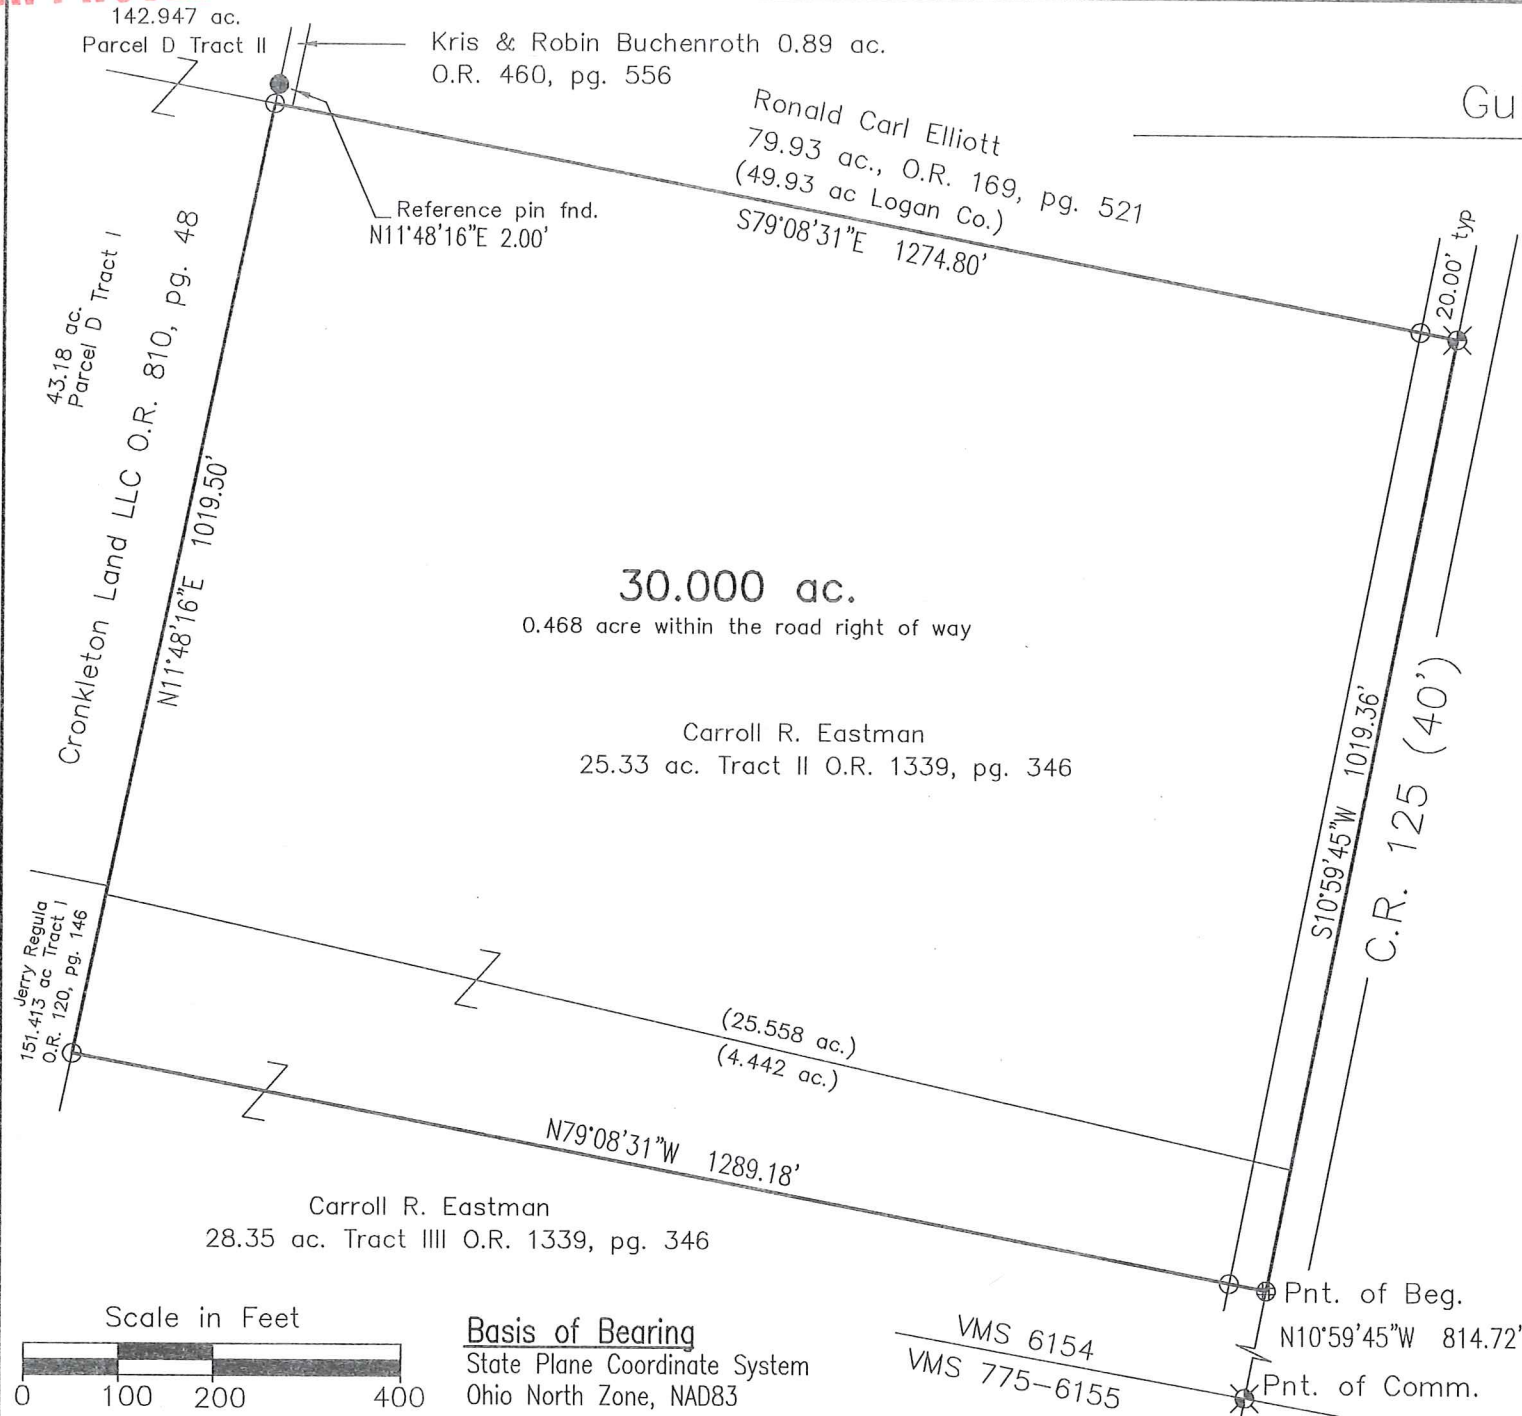 142.947 ac.
Parcel D Tract II
Kris & Robin Buchenroth 0.89 ac.
O.R. 460, pg. 556
Gu
Ronald Carl Elliott
79.93 ac., O.R. 169, pg. 521
(49.93 ac Logan Co.)
S79°08'31"E 1274.80'
Reference pin fnd.
N11°48'16"E 2.00'
20.00' typ
43.18 ac.
Parcel D Tract I
Cronkleton Land LLC O.R. 810, pg. 48
N11°48'16"E 1019.50'
30.000 ac.
0.468 acre within the road right of way
Carroll R. Eastman
25.33 ac. Tract II O.R. 1339, pg. 346
S10°59'45"W 1019.36'
C.R. 125 (40')
Jerry Regula
151.413 ac Tract I
O.R. 120, pg. 146
(25.558 ac.)
(4.442 ac.)
N79°08'31"W 1289.18'
Carroll R. Eastman
28.35 ac. Tract IIII O.R. 1339, pg. 346
Pnt. of Beg.
N10°59'45"W 814.72'
Pnt. of Comm.
VMS 6154
VMS 775-6155
Scale in Feet
0 100 200 400
Basis of Bearing
State Plane Coordinate System
Ohio North Zone, NAD83